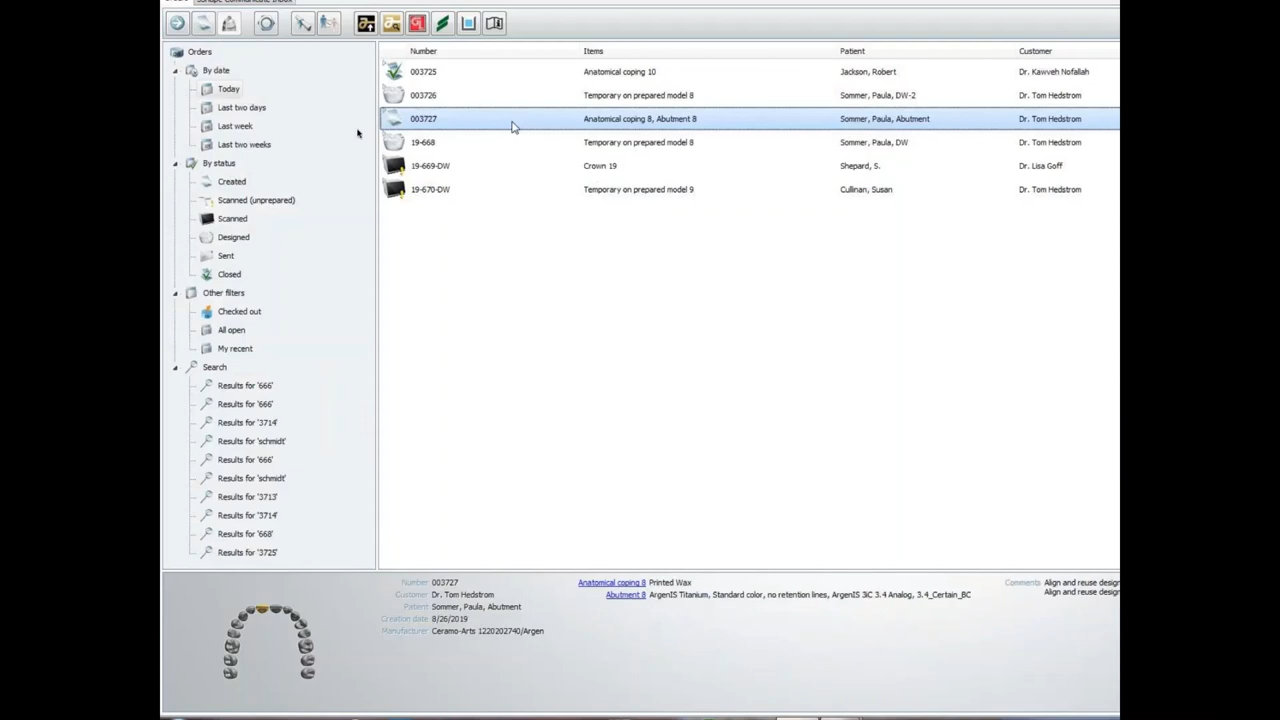 3Shape Communicate Inbox
Orders
By date
Today
Last two days
Last week
Last two weeks
By status
Created
Scanned (unprepared)
Scanned
Designed
Sent
Closed
Other filters
Checked out
All open
My recent
Search
Results for '666'
Results for '666'
Results for '3714'
Results for 'schmidt'
Results for '666'
Results for 'schmidt'
Results for '3713'
Results for '3714'
Results for '668'
Results for '3725'
Number Items Patient Customer
003725 Anatomical coping 10 Jackson, Robert Dr. Kawveh Nofallah
003726 Temporary on prepared model 8 Sommer, Paula, DW-2 Dr. Tom Hedstrom
003727 Anatomical coping 8, Abutment 8 Sommer, Paula, Abutment Dr. Tom Hedstrom
19-668 Temporary on prepared model 8 Sommer, Paula, DW Dr. Tom Hedstrom
19-669-DW Crown 19 Shepard, S. Dr. Lisa Goff
19-670-DW Temporary on prepared model 9 Cullinan, Susan Dr. Tom Hedstrom
Number 003727
Customer Dr. Tom Hedstrom
Patient Sommer, Paula, Abutment
Creation date 8/26/2019
Manufacturer Ceramo-Arts 1220202740/Argen
Anatomical coping 8 Printed Wax
Abutment 8 ArgenIS Titanium, Standard color, no retention lines, ArgenIS 3iC 3.4 Analog, 3.4_Certain_BC
Comments Align and reuse design
Align and reuse design